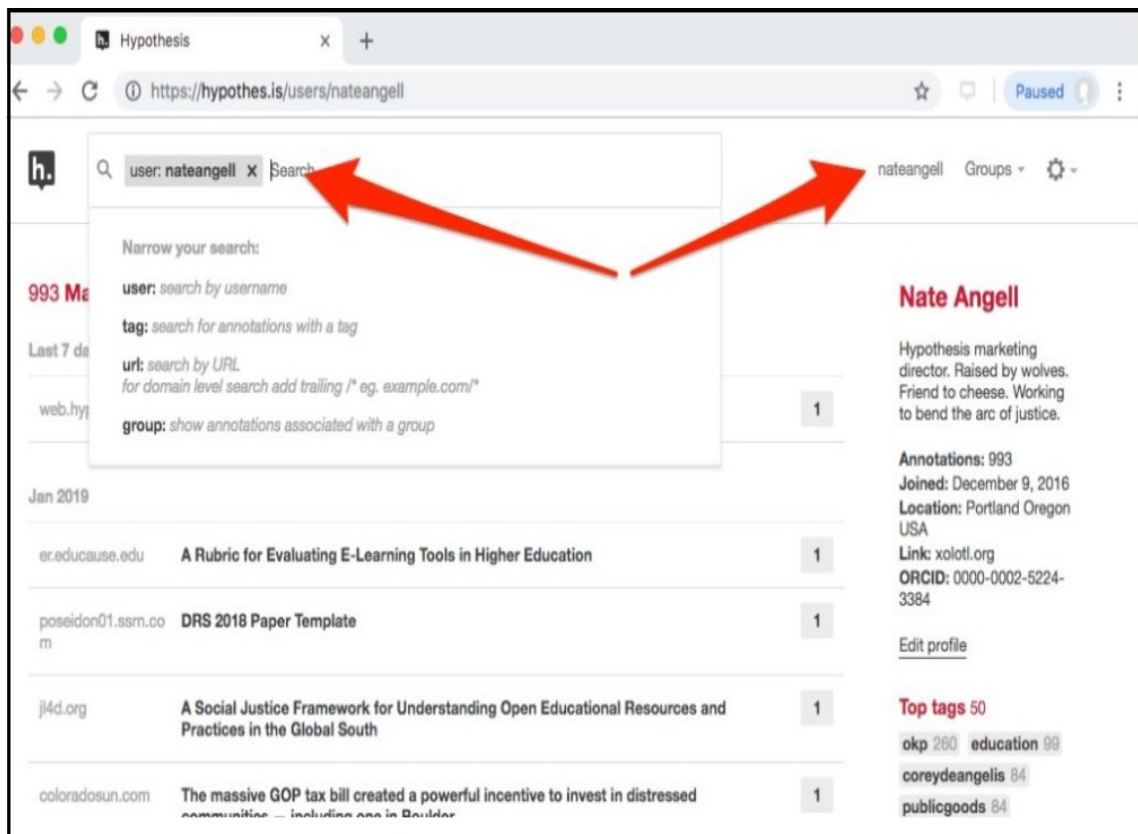 Hypothesis
https://hypothes.is/users/nateangell
Paused
h.
user: nateangell x Search
nateangell Groups
Narrow your search:
user: search by username
tag: search for annotations with a tag
url: search by URL
for domain level search add trailing /* eg. example.com/*
group: show annotations associated with a group
993 Ma
Last 7 da
web.hyp
1
Jan 2019
er.educause.edu A Rubric for Evaluating E-Learning Tools in Higher Education 1
poseidon01.ssrn.co DRS 2018 Paper Template 1
m
jl4d.org A Social Justice Framework for Understanding Open Educational Resources and 1
Practices in the Global South
coloradosun.com The massive GOP tax bill created a powerful incentive to invest in distressed 1
communities — including one in Boulder
Nate Angell
Hypothesis marketing
director. Raised by wolves.
Friend to cheese. Working
to bend the arc of justice.
Annotations: 993
Joined: December 9, 2016
Location: Portland Oregon
USA
Link: xolotl.org
ORCID: 0000-0002-5224-
3384
Edit profile
Top tags 50
okp 260 education 99
coreydeangelis 84
publicgoods 84